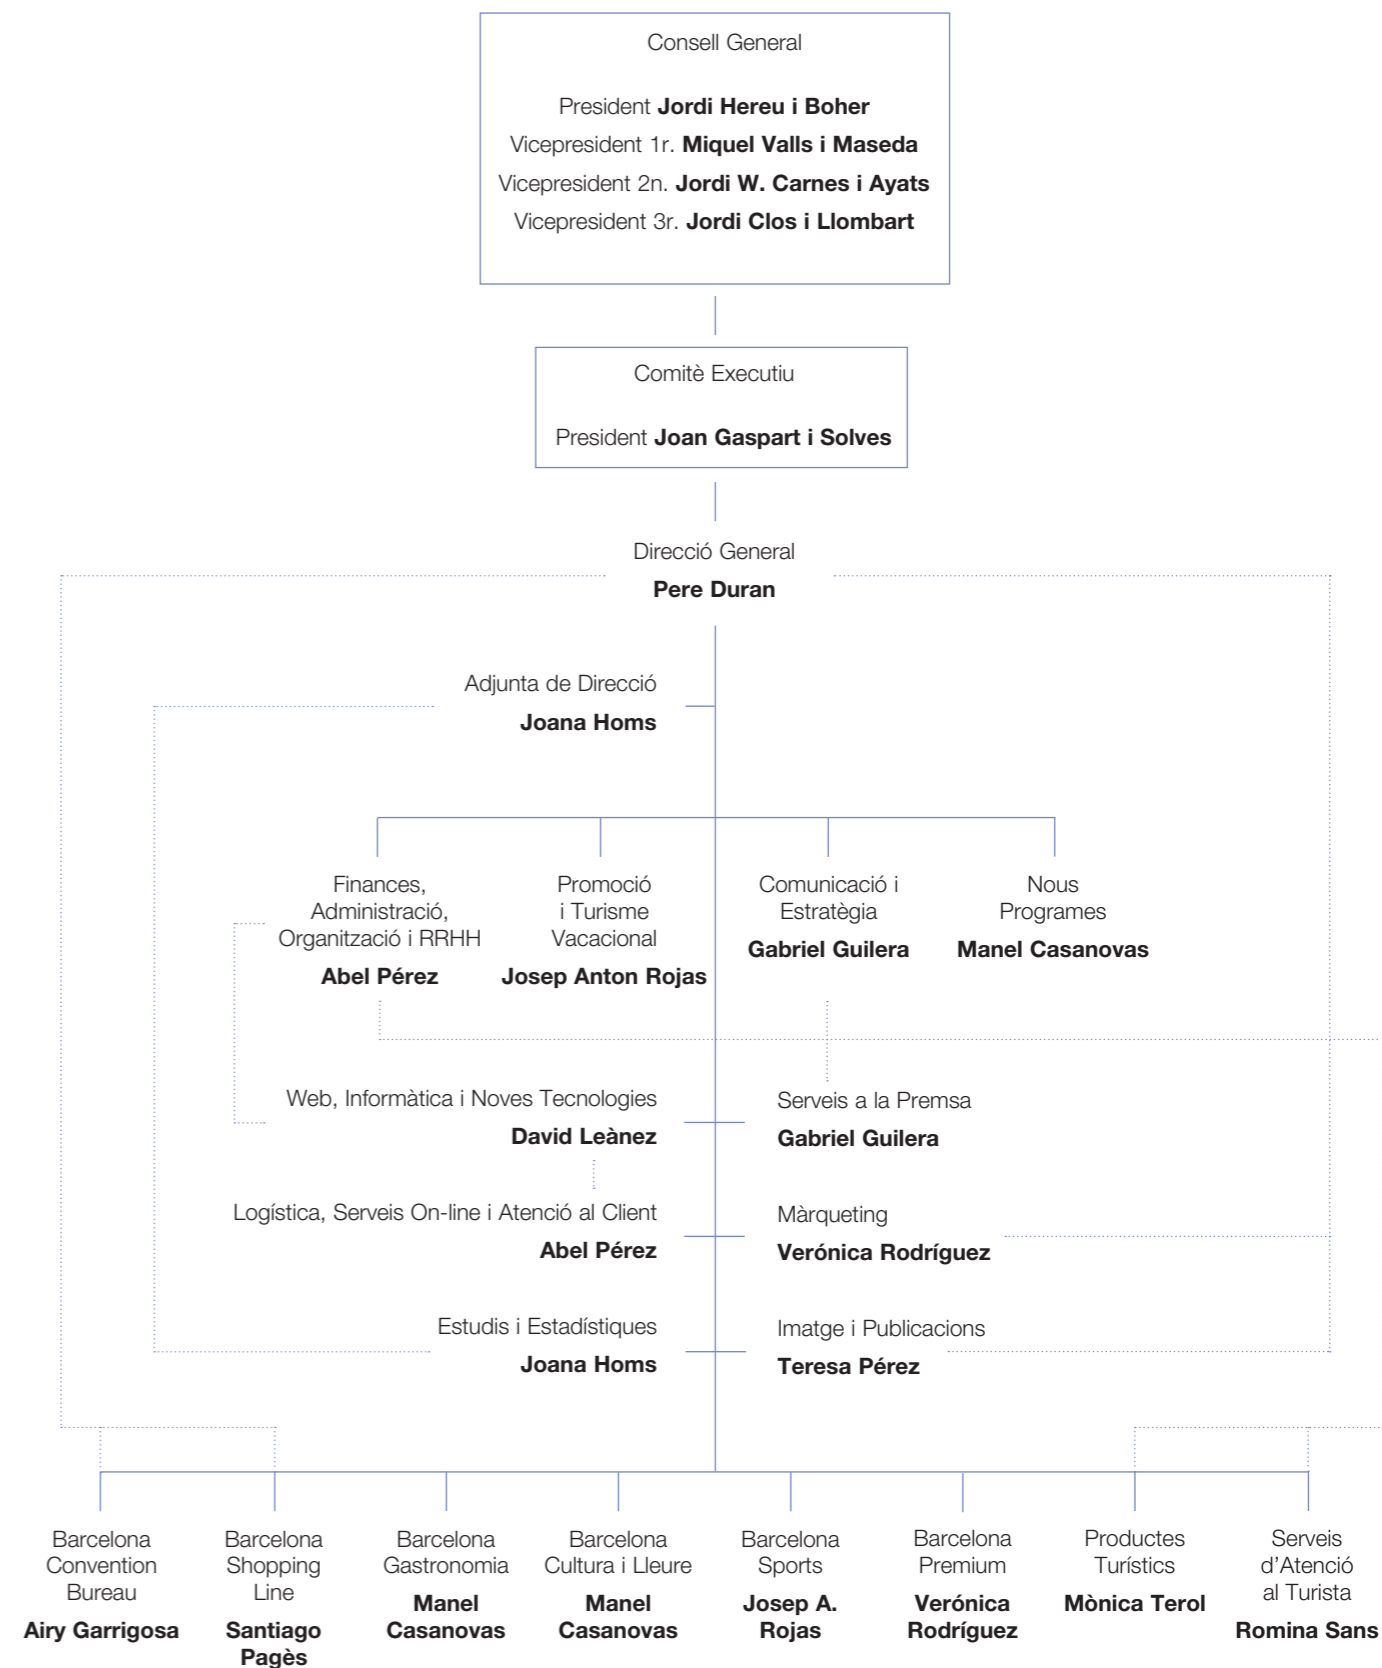 Consell General
President Jordi Hereu i Boher
Vicepresident 1r. Miquel Valls i Maseda
Vicepresident 2n. Jordi W. Carnes i Ayats
Vicepresident 3r. Jordi Clos i Llombart
Comitè Executiu
President Joan Gaspart i Solves
Direcció General
Pere Duran
Adjunta de Direcció
Joana Homs
Finances,
Administració,
Organització i RRHH
Abel Pérez
Promoció
i Turisme
Vacacional
Josep Anton Rojas
Comunicació i
Estratègia
Gabriel Guilera
Nous
Programes
Manel Casanovas
Web, Informàtica i Noves Tecnologies
David Leànez
Serveis a la Premsa
Gabriel Guilera
Logística, Serveis On-line i Atenció al Client
Abel Pérez
Màrqueting
Verónica Rodríguez
Estudis i Estadístiques
Joana Homs
Imatge i Publicacions
Teresa Pérez
Barcelona
Convention
Bureau
Airy Garrigosa
Barcelona
Shopping
Line
Santiago
Pagès
Barcelona
Gastronomia
Manel
Casanovas
Barcelona
Cultura i Lleure
Manel
Casanovas
Barcelona
Sports
Josep A.
Rojas
Barcelona
Premium
Verónica
Rodríguez
Productes
Turístics
Mònica Terol
Serveis
d'Atenció
al Turista
Romina Sans